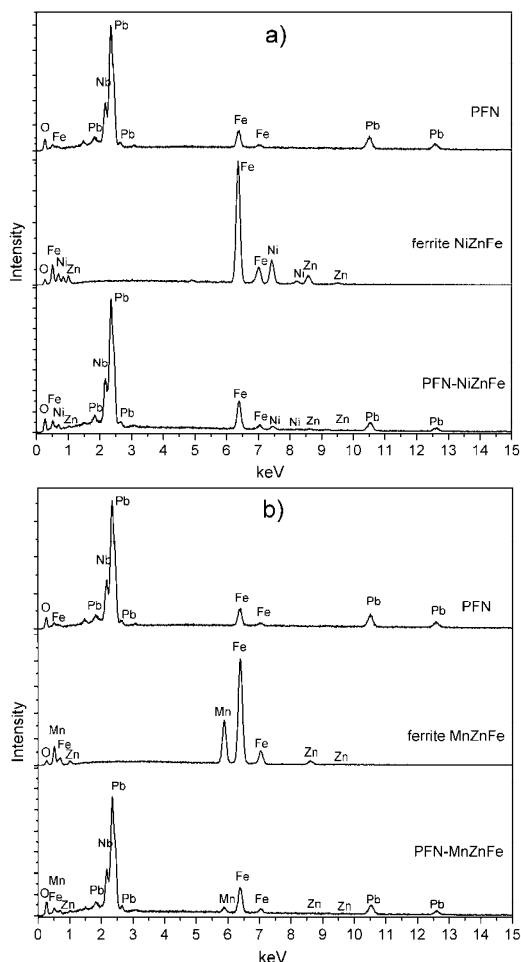 a)
Pb
Nb
O
Fe
Pb
Pb
Fe
Fe
Pb
Pb
PFN
Fe
Fe
O
Ni
Zn
Fe
Ni
Ni
Zn
Zn
ferrite NiZnFe
Pb
Nb
O
Fe
Ni
Zn
Pb
Pb
Fe
Fe
Ni
Ni
Zn
Zn
Pb
Pb
PFN-NiZnFe
Intensity
0 1 2 3 4 5 6 7 8 9 10 11 12 13 14 15
keV
b)
Pb
Nb
O
Fe
Pb
Pb
Fe
Fe
Pb
Pb
PFN
Mn
O
Fe
Zn
Mn
Fe
Fe
Zn
Zn
ferrite MnZnFe
Pb
Nb
Mn
O
Fe
Zn
Pb
Pb
Mn
Fe
Fe
Zn
Zn
Pb
Pb
PFN-MnZnFe
Intensity
0 1 2 3 4 5 6 7 8 9 10 11 12 13 14 15
keV